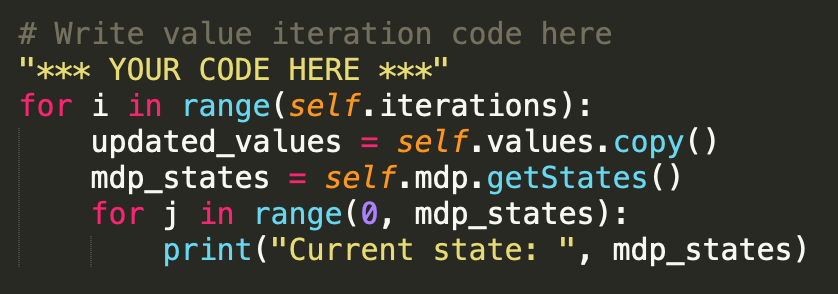 # Write value iteration code here
"*** YOUR CODE HERE ***"
for i in range(self.iterations):
    updated_values = self.values.copy()
    mdp_states = self.mdp.getStates()
    for j in range(0, mdp_states):
        print("Current state: ", mdp_states)